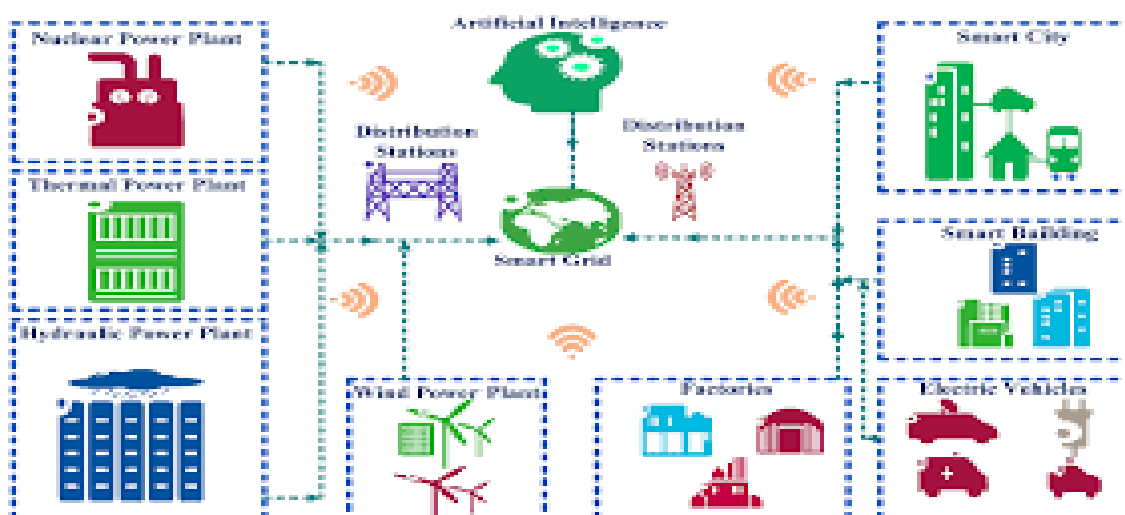 Artificial Intelligence
Nuclear Power Plant
Smart City
Distribution
Stations
Distribution
Stations
Thermal Power Plant
Smart Grid
Smart Building
Hydraulic Power Plant
Wind Power Plant
Factories
Electric Vehicles